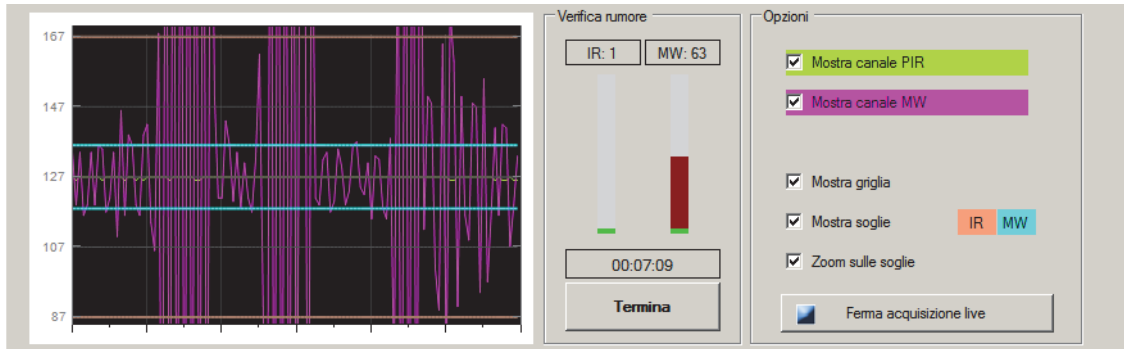 167
147
127
107
87
Verifica rumore
IR: 1
MW: 63
00:07:09
Termina
Opzioni
Mostra canale PIR
Mostra canale MW
Mostra griglia
Mostra soglie
IR
MW
Zoom sulle soglie
Ferma acquisizione live